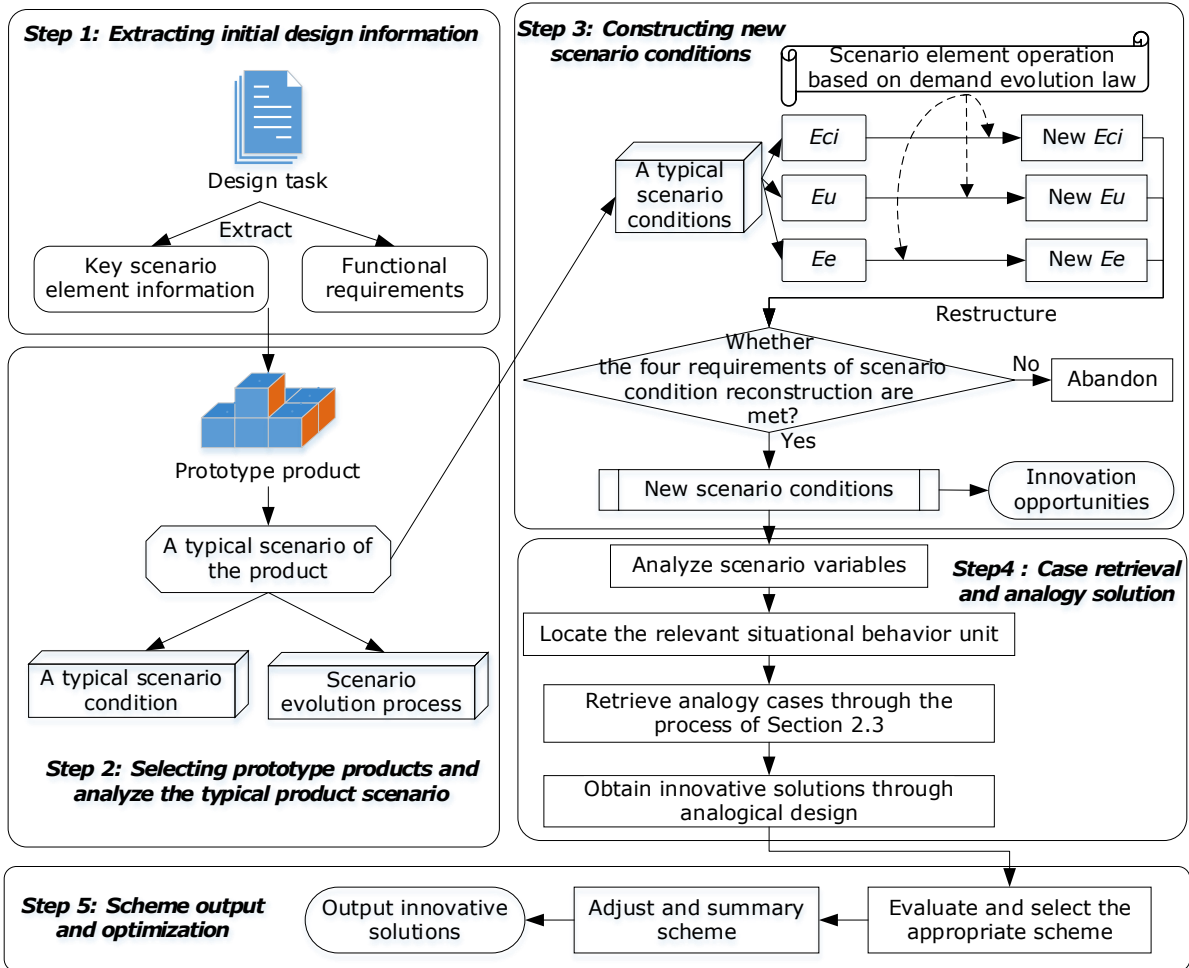 Step 1: Extracting initial design information
Design task
Extract
Key scenario
element information
Functional
requirements
Prototype product
A typical scenario of
the product
A typical scenario
condition
Scenario
evolution process
Step 2: Selecting prototype products and
analyze the typical product scenario
Step 3: Constructing new
scenario conditions
Scenario element operation
based on demand evolution law
A typical
scenario
conditions
Eci
New Eci
Eu
New Eu
Ee
New Ee
Restructure
Whether
the four requirements of scenario
condition reconstruction are
met?
No
Abandon
Yes
New scenario conditions
Innovation
opportunities
Analyze scenario variables
Step4 : Case retrieval
and analogy solution
Locate the relevant situational behavior unit
Retrieve analogy cases through the
process of Section 2.3
Obtain innovative solutions through
analogical design
Step 5: Scheme output
and optimization
Output innovative
solutions
Adjust and summary
scheme
Evaluate and select the
appropriate scheme